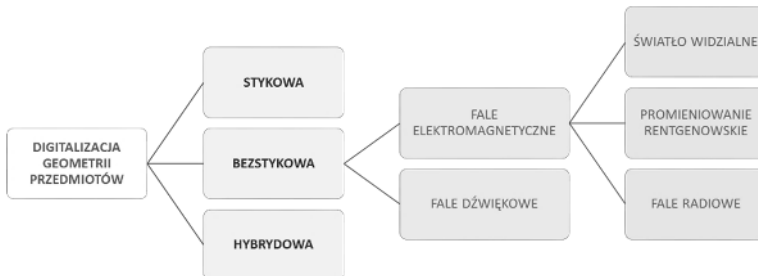 DIGITALIZACJA
GEOMETRII
PRZEDMIOTÓW
STYKOWA
BEZSTYKOWA
HYBRYDOWA
FALE
ELEKTROMAGNETYCZNE
FALE DŹWIĘKOWE
ŚWIATŁO WIDZIALNE
PROMIENIOWANIE
RENTGENOWSKIE
FALE RADIOWE